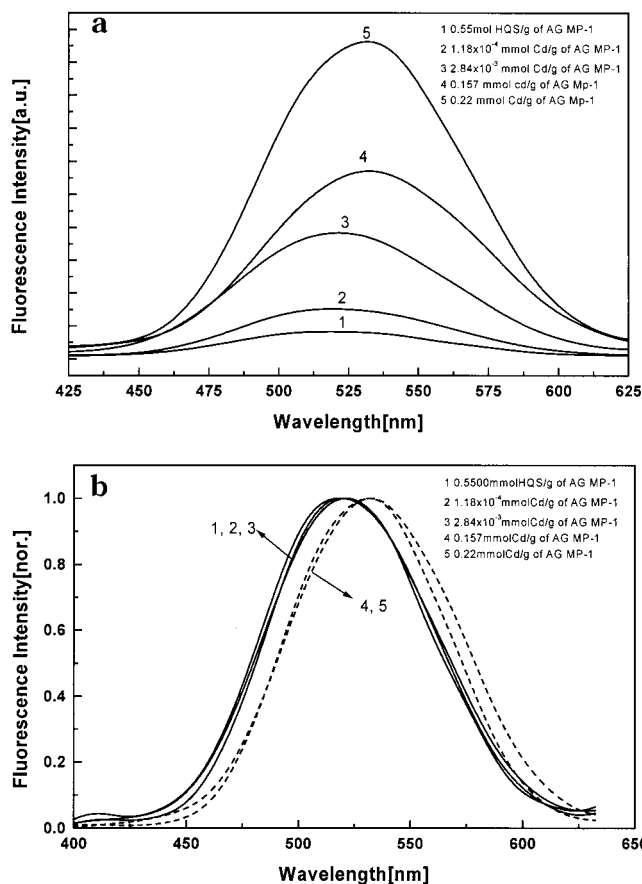 a
5
4
3
2
1
1 0.55mol HQS/g of AG MP-1
2 1.18x10⁻⁴ mmol Cd/g of AG MP-1
3 2.84x10⁻³ mmol Cd/g of AG MP-1
4 0.157 mmol cd/g of AG Mp-1
5 0.22 mmol Cd/g of AG Mp-1
Fluorescence Intensity[a.u.]
425 450 475 500 525 550 575 600 625
Wavelength[nm]
b
1 0.5500mmolHQS/g of AG MP-1
2 1.18x10⁻⁴mmolCd/g of AG MP-1
3 2.84x10⁻³mmolCd/g of AG MP-1
4 0.157mmolCd/g of AG MP-1
5 0.22mmolCd/g of AG MP-1
1, 2, 3
4, 5
Fluorescence Intensity[nor.]
1.0
0.8
0.6
0.4
0.2
0.0
400 450 500 550 600 650
Wavelength[nm]